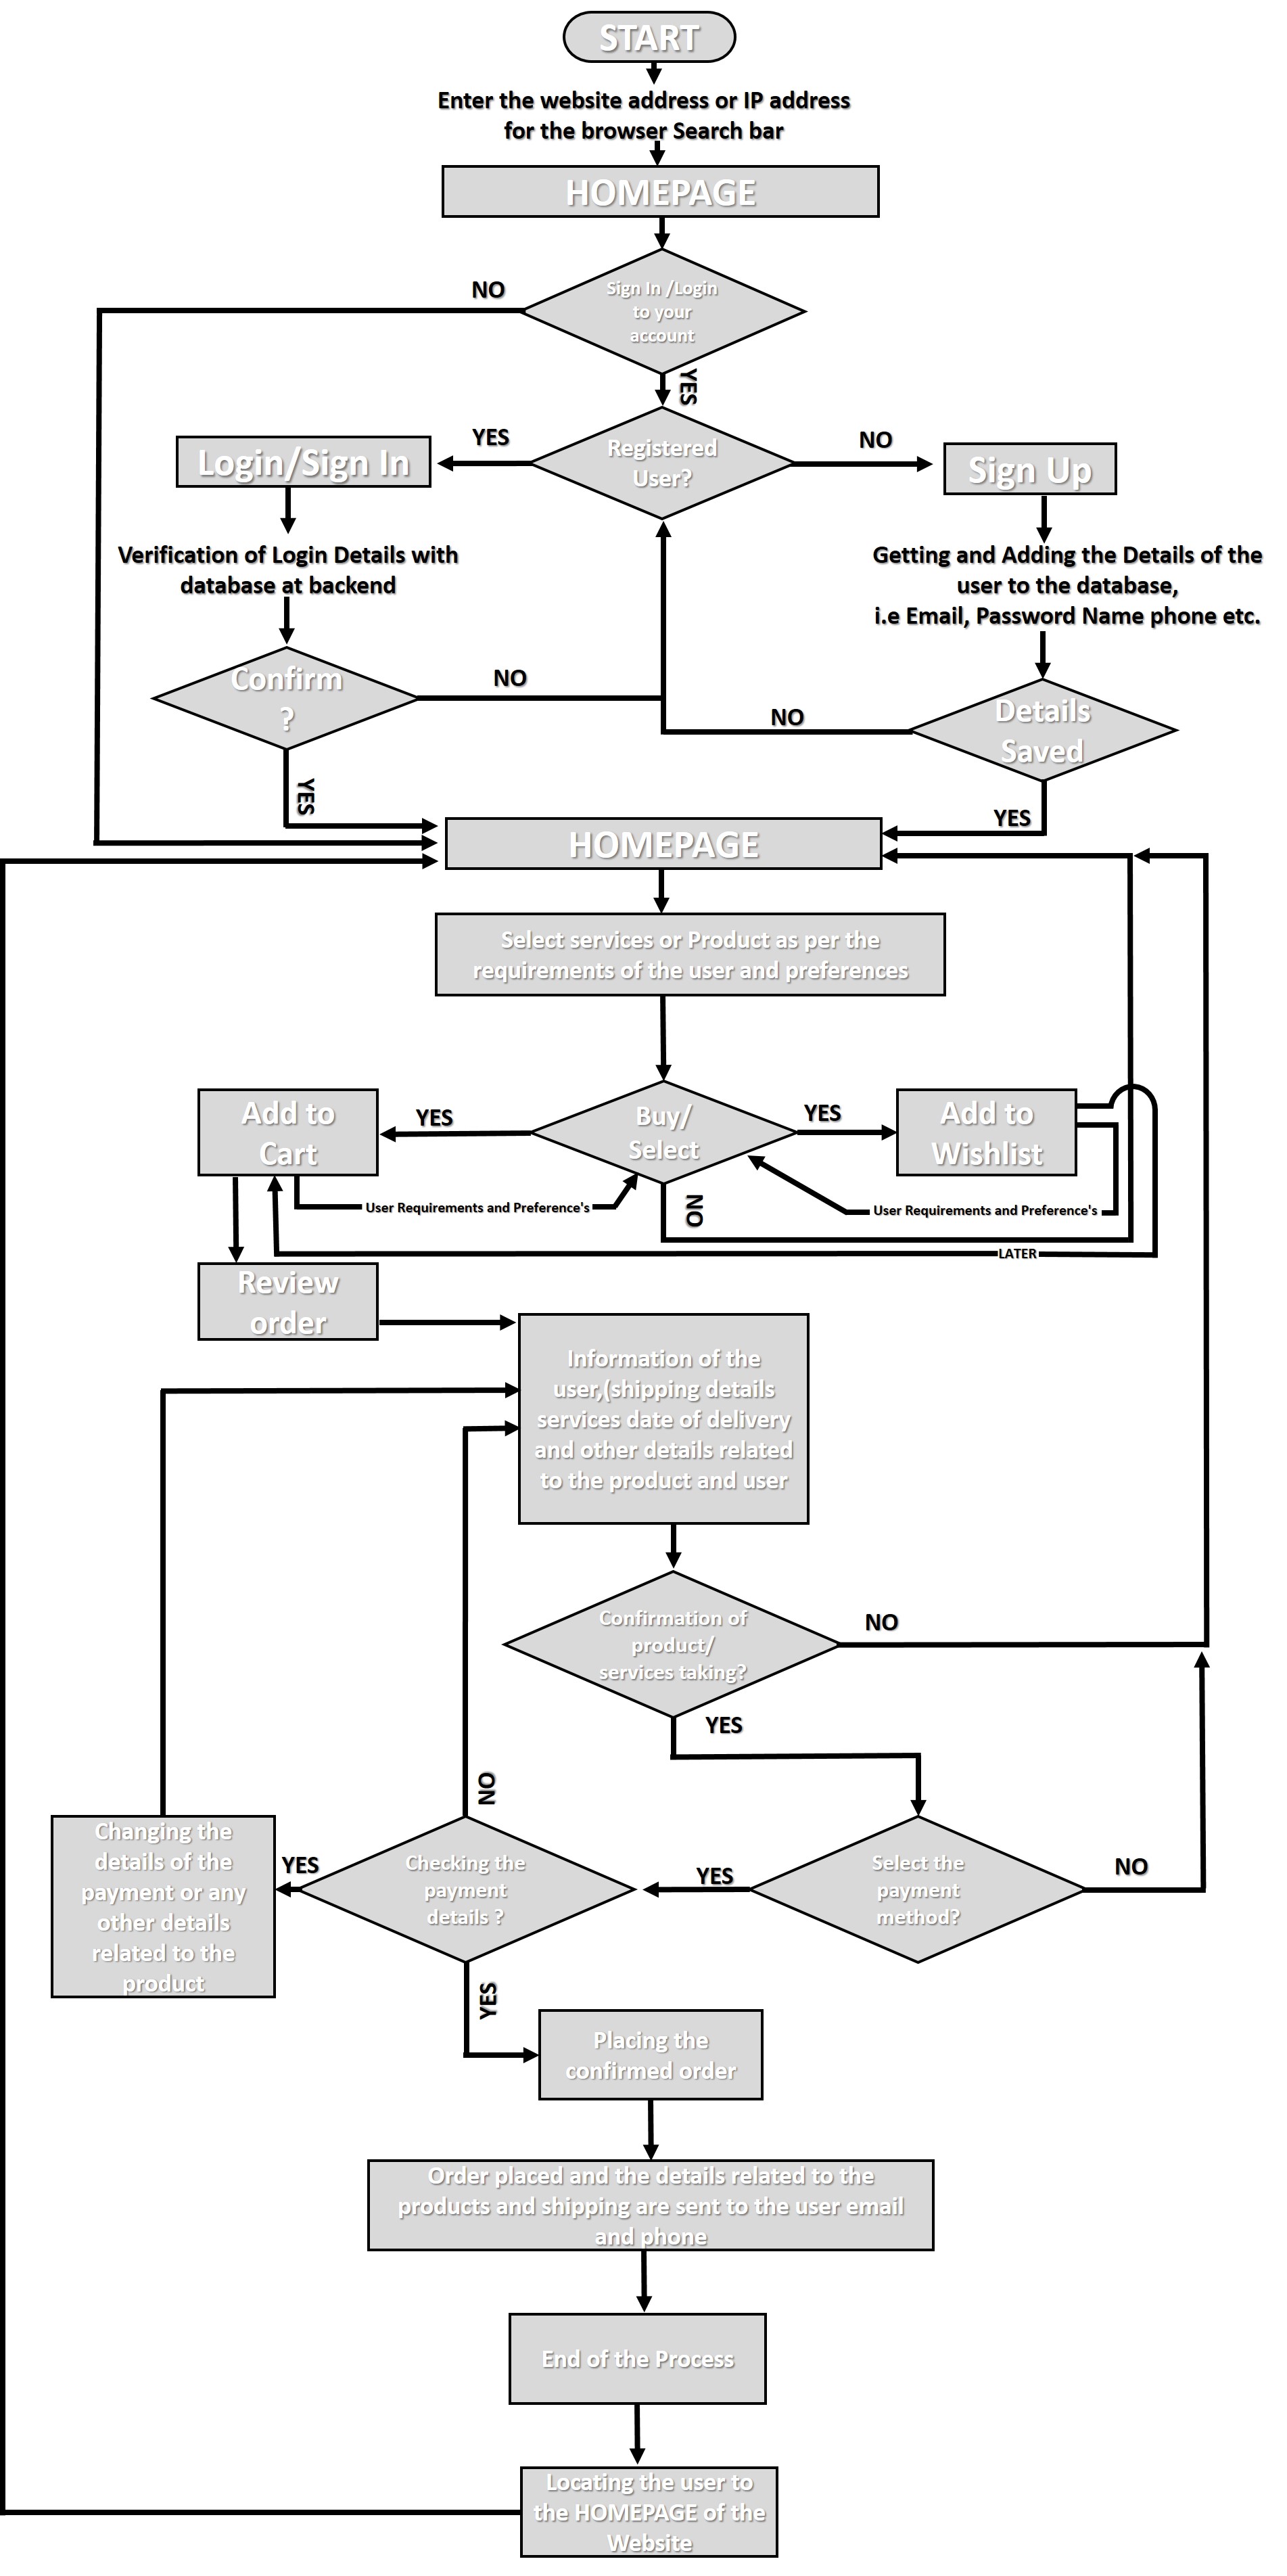 START
Enter the website address or IP address
for the browser Search bar
HOMEPAGE
NO
Sign In /Login
to your
account
YES
YES
Registered
User?
NO
Login/Sign In
Sign Up
Verification of Login Details with
database at backend
Getting and Adding the Details of the
user to the database,
i.e Email, Password Name phone etc.
Confirm
?
NO
NO
Details
Saved
YES
YES
HOMEPAGE
Select services or Product as per the
requirements of the user and preferences
Add to
Cart
YES
Buy/
Select
YES
Add to
Wishlist
User Requirements and Preference's
NO
User Requirements and Preference's
LATER
Review
order
Information of the
user,(shipping details
services date of delivery
and other details related
to the product and user
Confirmation of
product/
services taking?
NO
YES
NO
Changing the
details of the
payment or any
other details
related to the
product
YES
Checking the
payment
details ?
YES
Select the
payment
method?
NO
YES
Placing the
confirmed order
Order placed and the details related to the
products and shipping are sent to the user email
and phone
End of the Process
Locating the user to
the HOMEPAGE of the
Website